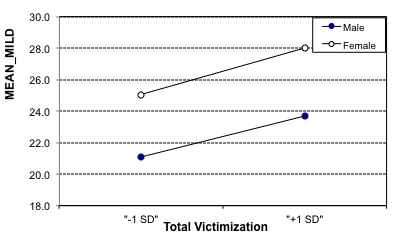 30.0
28.0
26.0
24.0
22.0
20.0
18.0
MEAN_MILD
Male
Female
"-1 SD"
"+1 SD"
Total Victimization